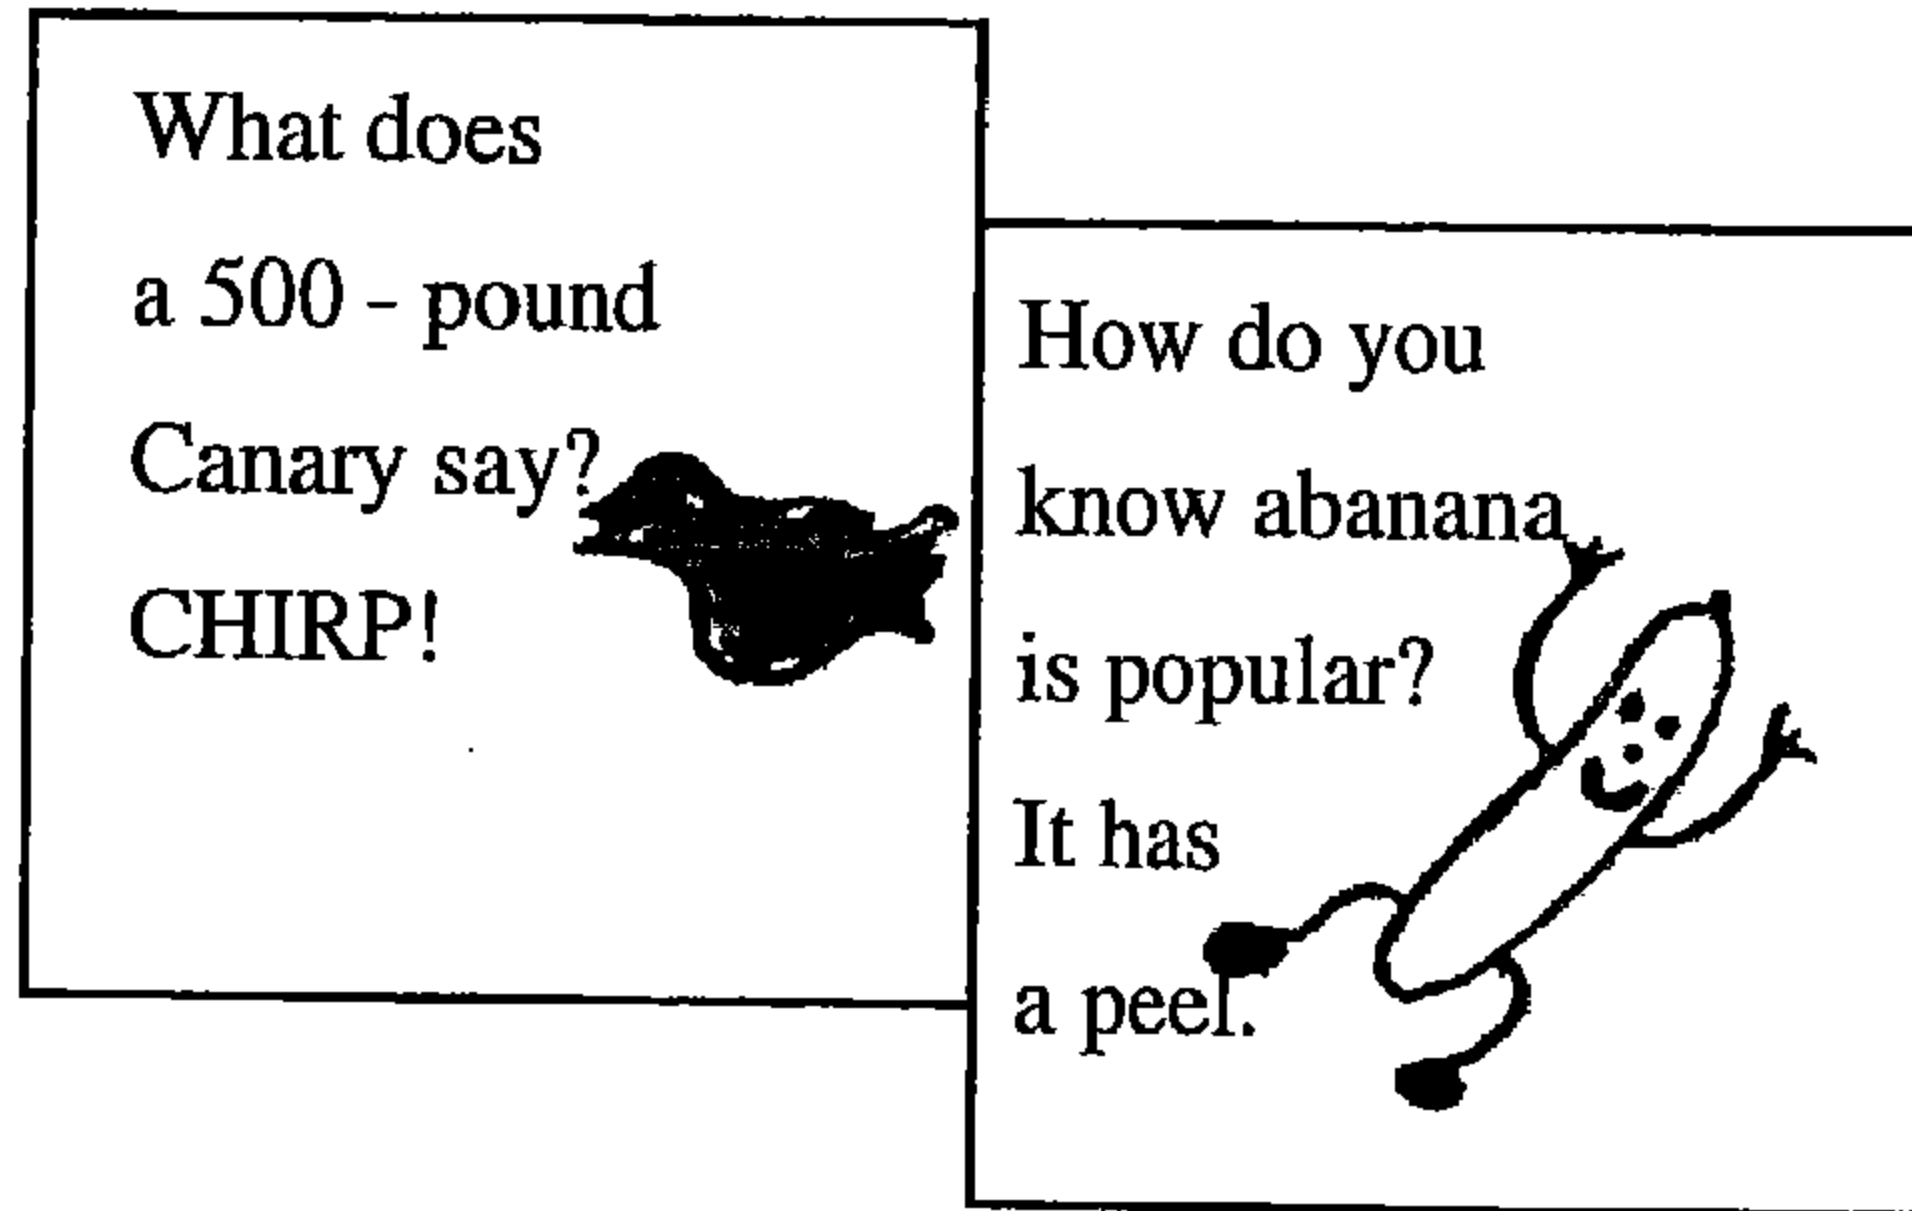 What does
a 500 - pound
Canary say?
CHIRP!
How do you
know abanana
is popular?
It has
a peel.